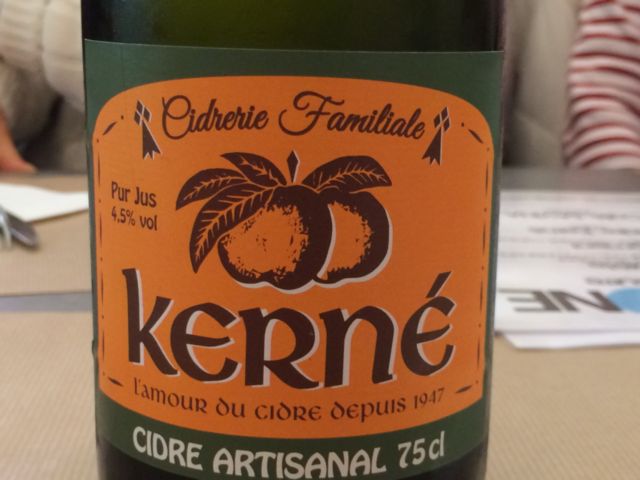 Cidrerie Familiale
Pur Jus
4.5% vol
Kerné
L'amour du cidre depuis 1947
CIDRE ARTISANAL 75cl
NE